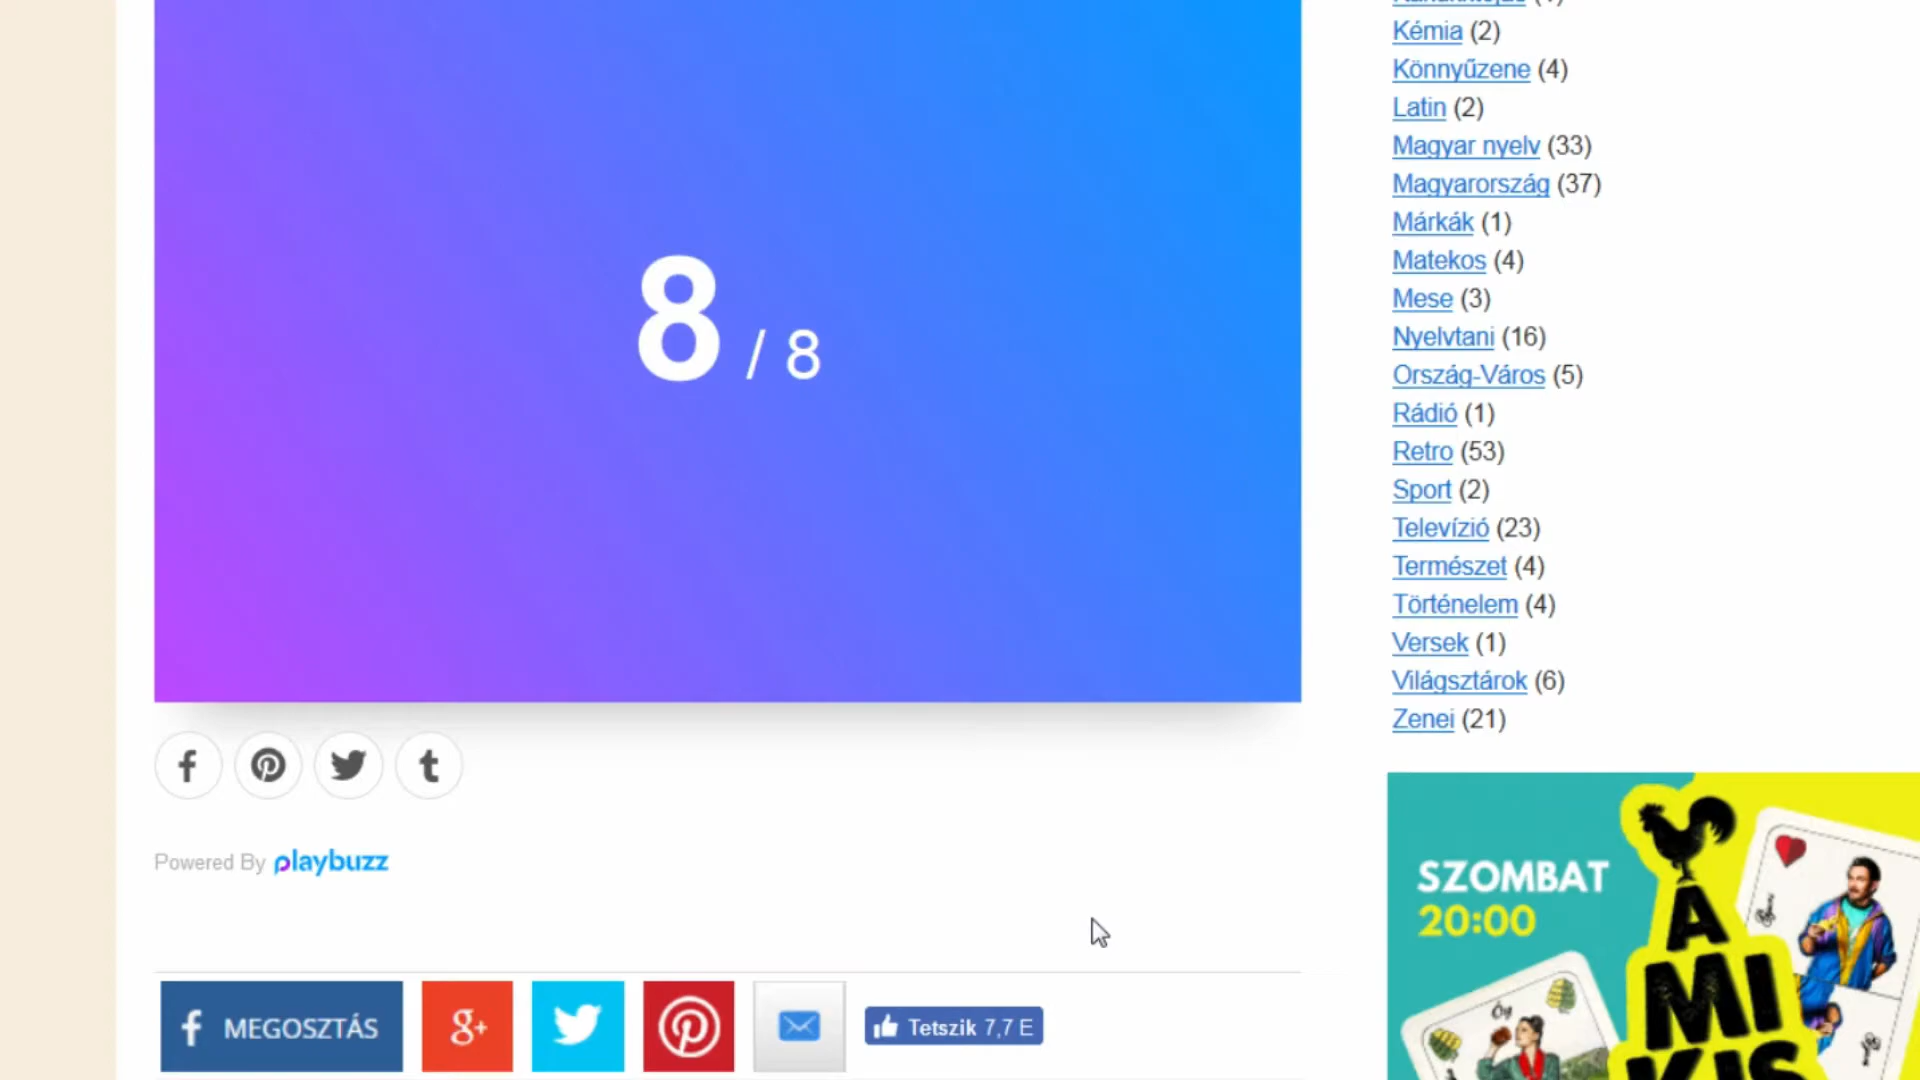 8 / 8
Powered By playbuzz
MEGOSZTÁS
g+
Tetszik 7,7 E
Kémia (2)
Könnyűzene (4)
Latin (2)
Magyar nyelv (33)
Magyarország (37)
Márkák (1)
Matekos (4)
Mese (3)
Nyelvtani (16)
Ország-Város (5)
Rádió (1)
Retro (53)
Sport (2)
Televízió (23)
Természet (4)
Történelem (4)
Versek (1)
Világsztárok (6)
Zenei (21)
SZOMBAT
20:00
A
MI
KIS